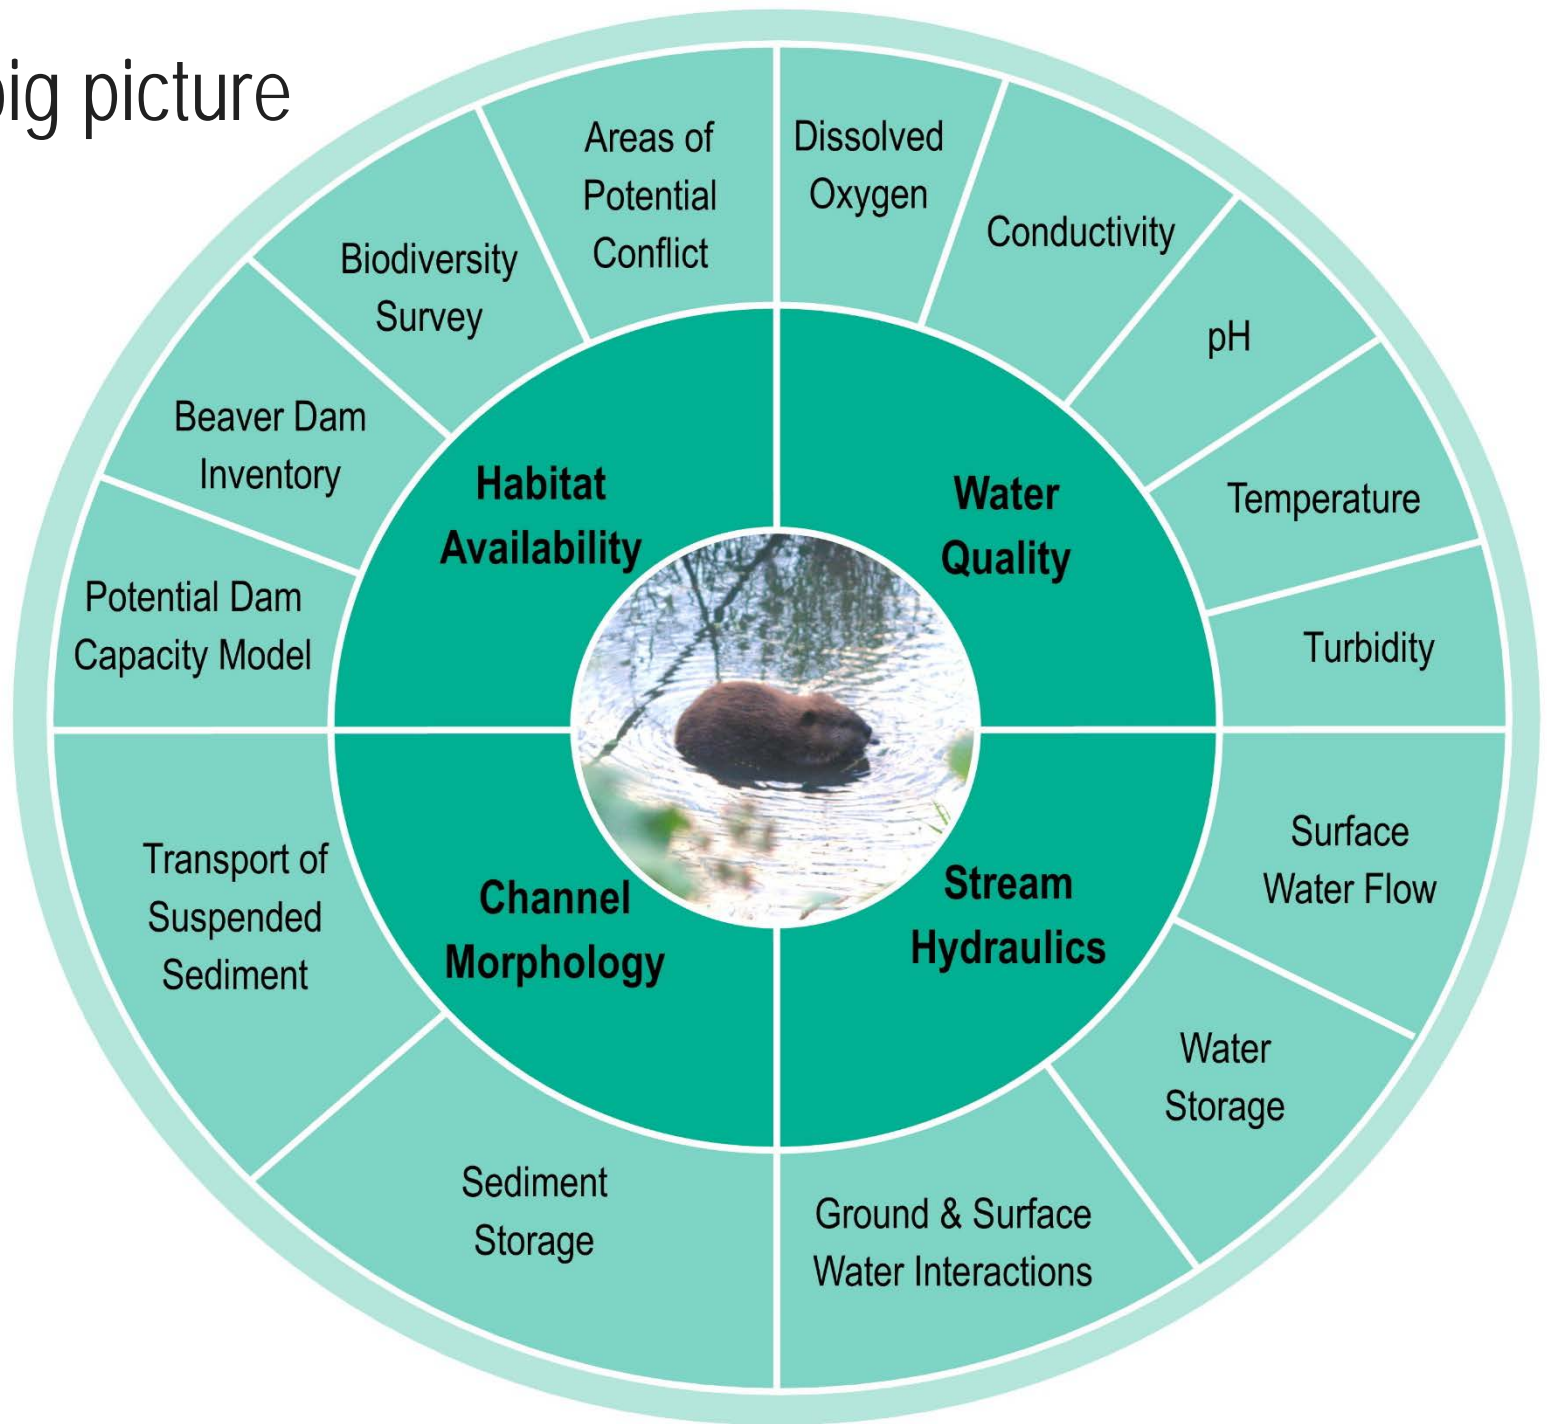 picture
Areas of
Potential
Conflict
Dissolved
Oxygen
Conductivity
pH
Temperature
Turbidity
Surface
Water Flow
Water
Storage
Ground & Surface
Water Interactions
Sediment
Storage
Transport of
Suspended
Sediment
Potential Dam
Capacity Model
Beaver Dam
Inventory
Biodiversity
Survey
Habitat
Availability
Water
Quality
Stream
Hydraulics
Channel
Morphology